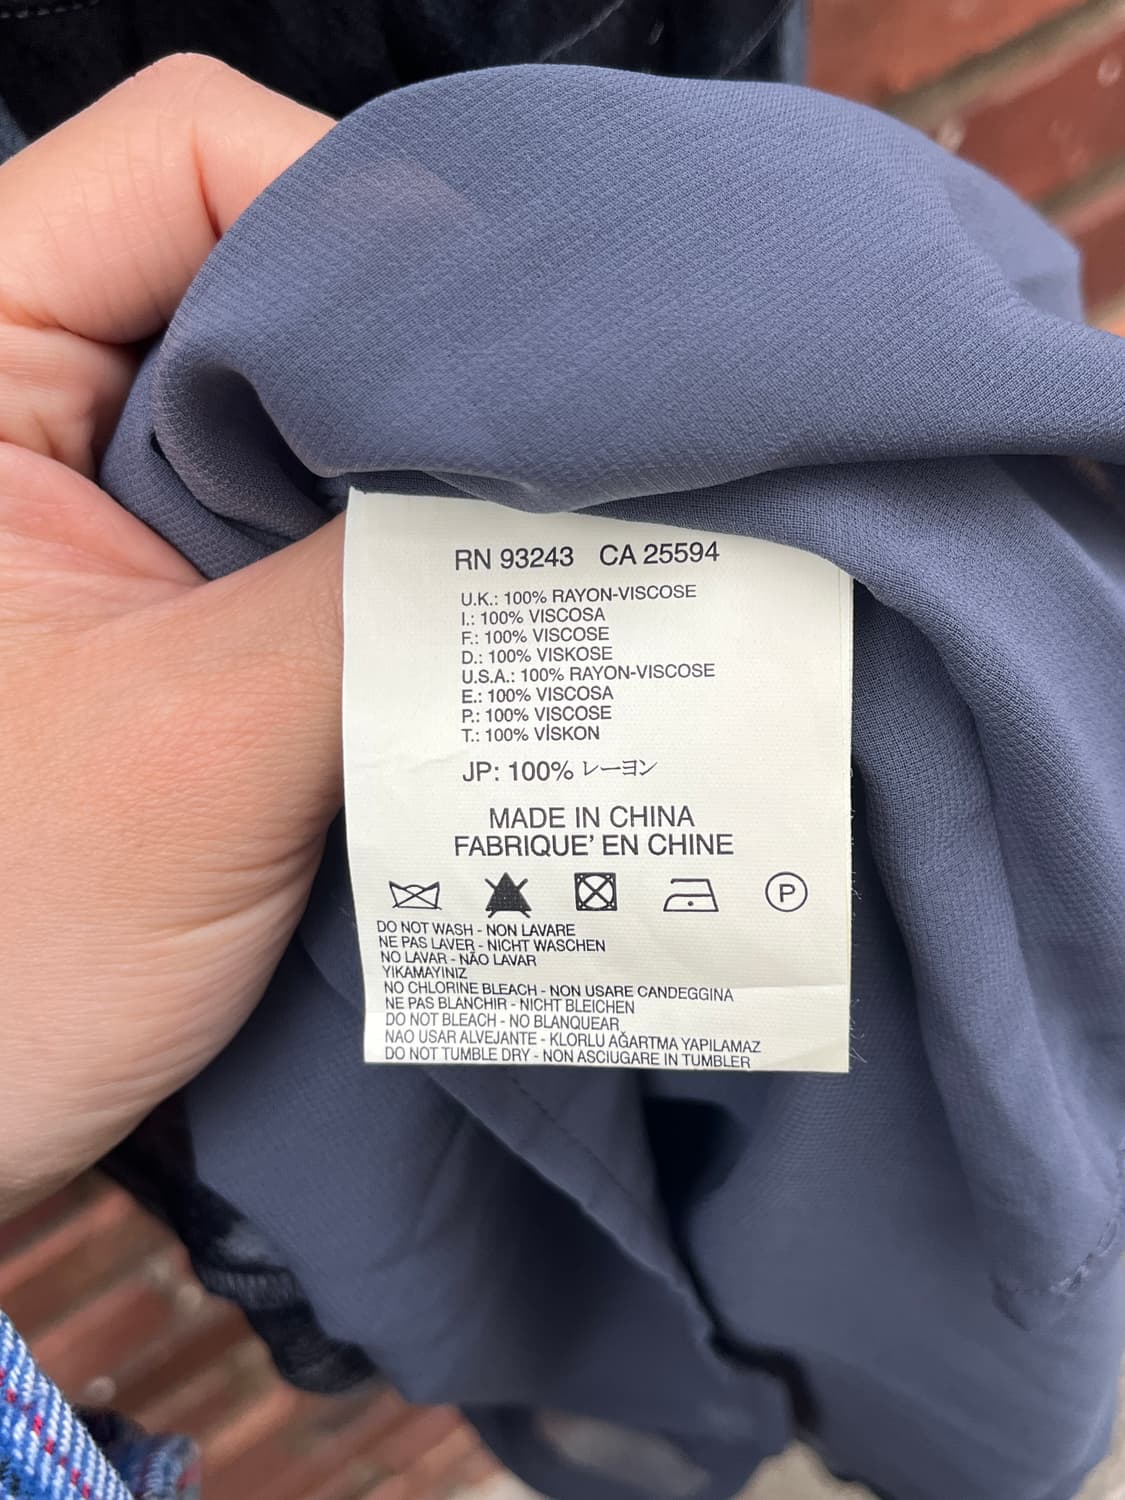 RN 93243 CA 25594
U.K.: 100% RAYON-VISCOSE
I.: 100% VISCOSA
F.: 100% VISCOSE
D.: 100% VISKOSE
U.S.A.: 100% RAYON-VISCOSE
E.: 100% VISCOSA
P.: 100% VISCOSE
T.: 100% VİSKON
JP: 100% レーヨン
MADE IN CHINA
FABRIQUE' EN CHINE
P
DO NOT WASH - NON LAVARE
NE PAS LAVER - NICHT WASCHEN
NO LAVAR - NÃO LAVAR
YIKAMAYINIZ
NO CHLORINE BLEACH - NON USARE CANDEGGINA
NE PAS BLANCHIR - NICHT BLEICHEN
DO NOT BLEACH - NO BLANQUEAR
NAO USAR ALVEJANTE - KLORLU AĞARTMA YAPILAMAZ
DO NOT TUMBLE DRY - NON ASCIUGARE IN TUMBLER